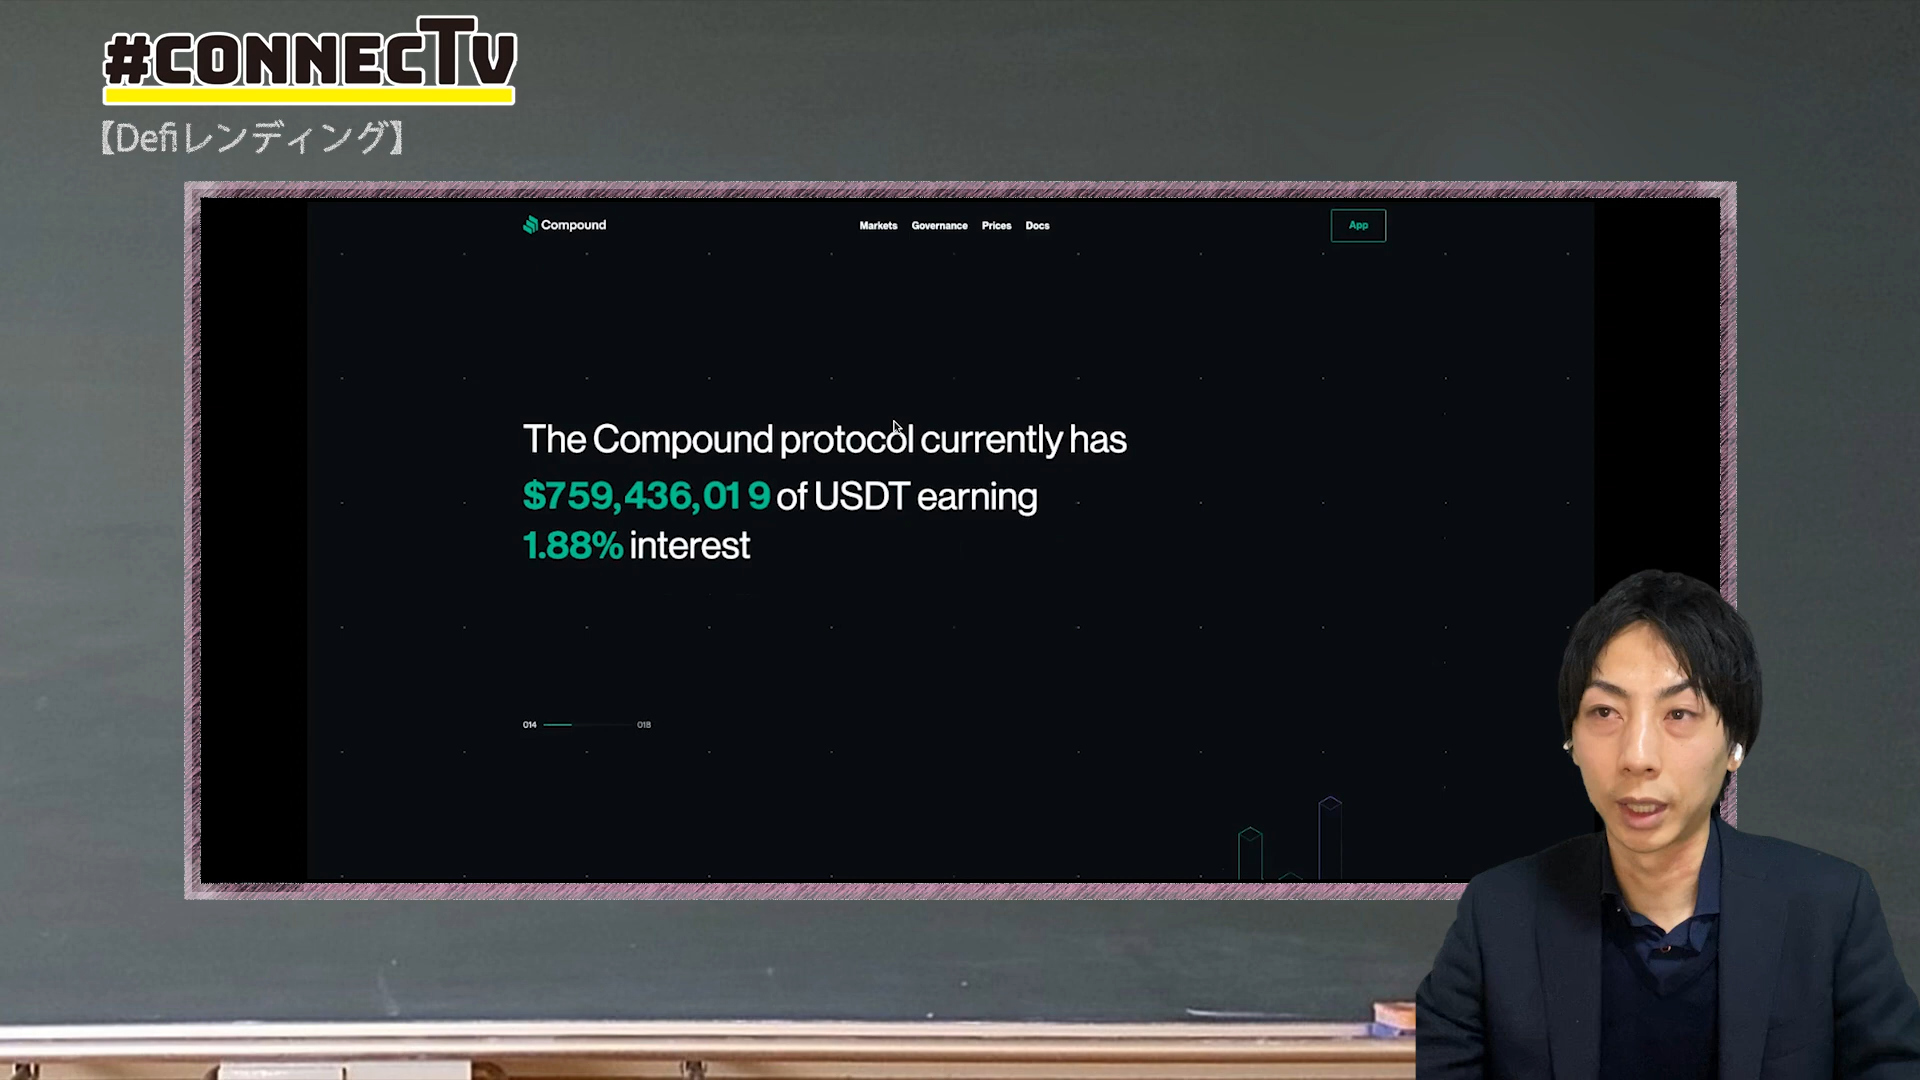 #CONNECTV
【Defiレンディング】
Compound
Markets Governance Prices Docs
App
The Compound protocol currently has
$759,436,019 of USDT earning
1.88% interest
014
018